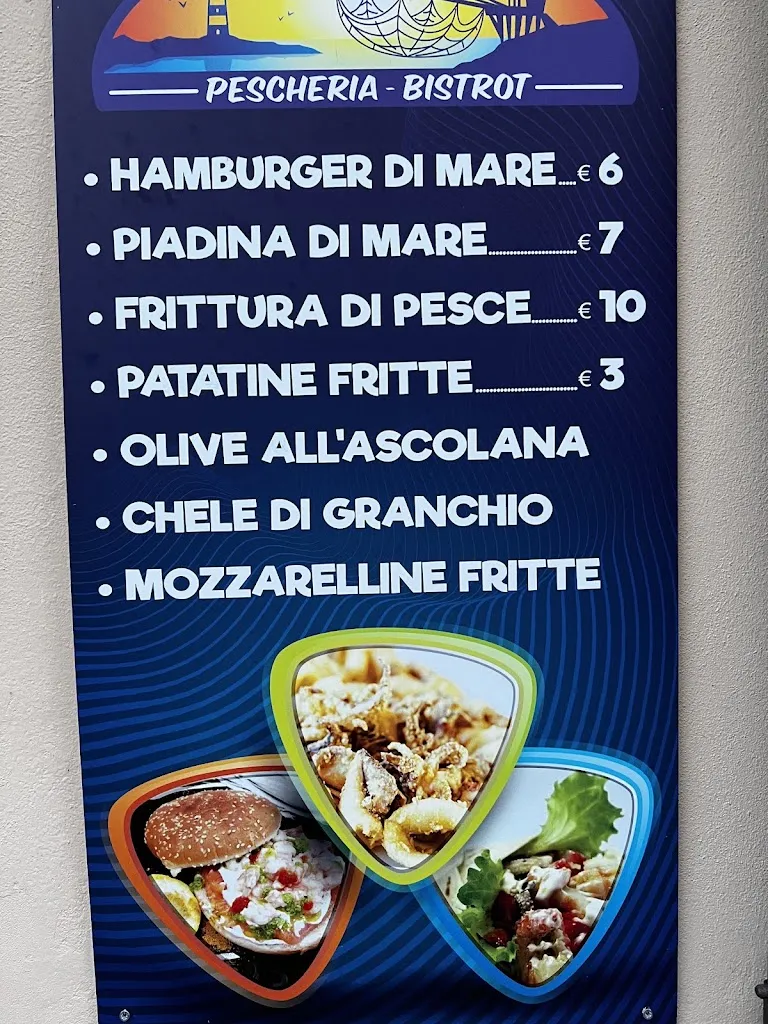 PESCHERIA - BISTROT
• HAMBURGER DI MARE....€ 6
• PIADINA DI MARE..................€ 7
• FRITTURA DI PESCE.........€ 10
• PATATINE FRITTE.....................€ 3
• OLIVE ALL'ASCOLANA
• CHELE DI GRANCHIO
• MOZZARELLINE FRITTE